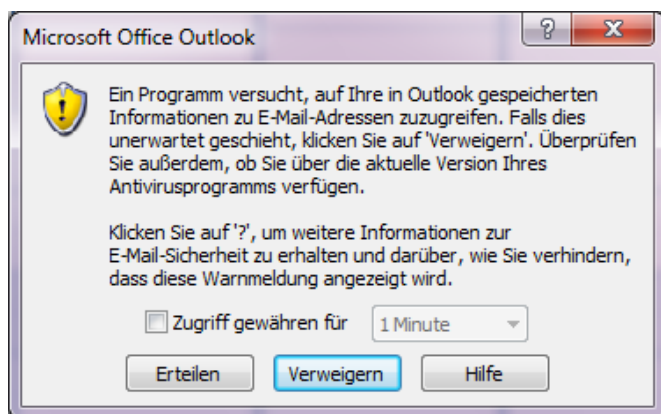 Microsoft Office Outlook
Ein Programm versucht, auf Ihre in Outlook gespeicherten
Informationen zu E-Mail-Adressen zuzugreifen. Falls dies
unerwartet geschieht, klicken Sie auf 'Verweigern'. Überprüfen
Sie außerdem, ob Sie über die aktuelle Version Ihres
Antivirusprogramms verfügen.
Klicken Sie auf '?', um weitere Informationen zur
E-Mail-Sicherheit zu erhalten und darüber, wie Sie verhindern,
dass diese Warnmeldung angezeigt wird.
Zugriff gewähren für 1 Minute
Erteilen Verweigern Hilfe